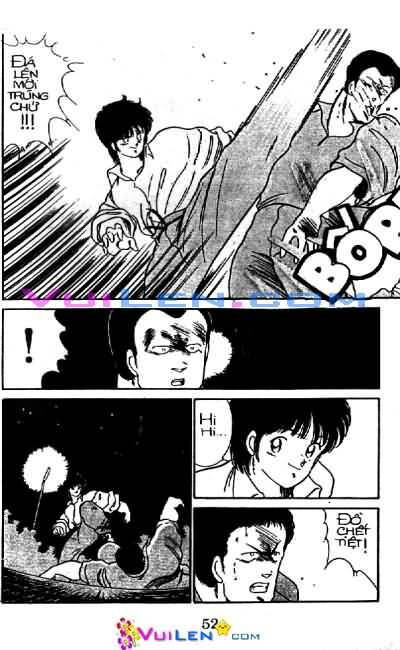 ĐÁ
LÊN
MỚI
TRÚNG
CHỨ
!!!
BỐP
VuiLen.com
!
HI
HI...
ĐỒ
CHẾT
TIỆT!
52
VuiLen.com